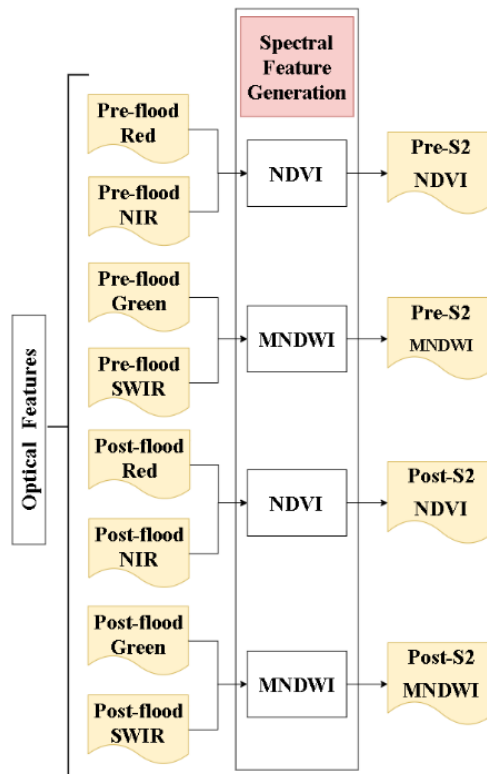 Spectral
Feature
Generation
Optical Features
Pre-flood
Red
Pre-flood
NIR
NDVI
Pre-S2
NDVI
Pre-flood
Green
Pre-flood
SWIR
MNDWI
Pre-S2
MNDWI
Post-flood
Red
Post-flood
NIR
NDVI
Post-S2
NDVI
Post-flood
Green
Post-flood
SWIR
MNDWI
Post-S2
MNDWI